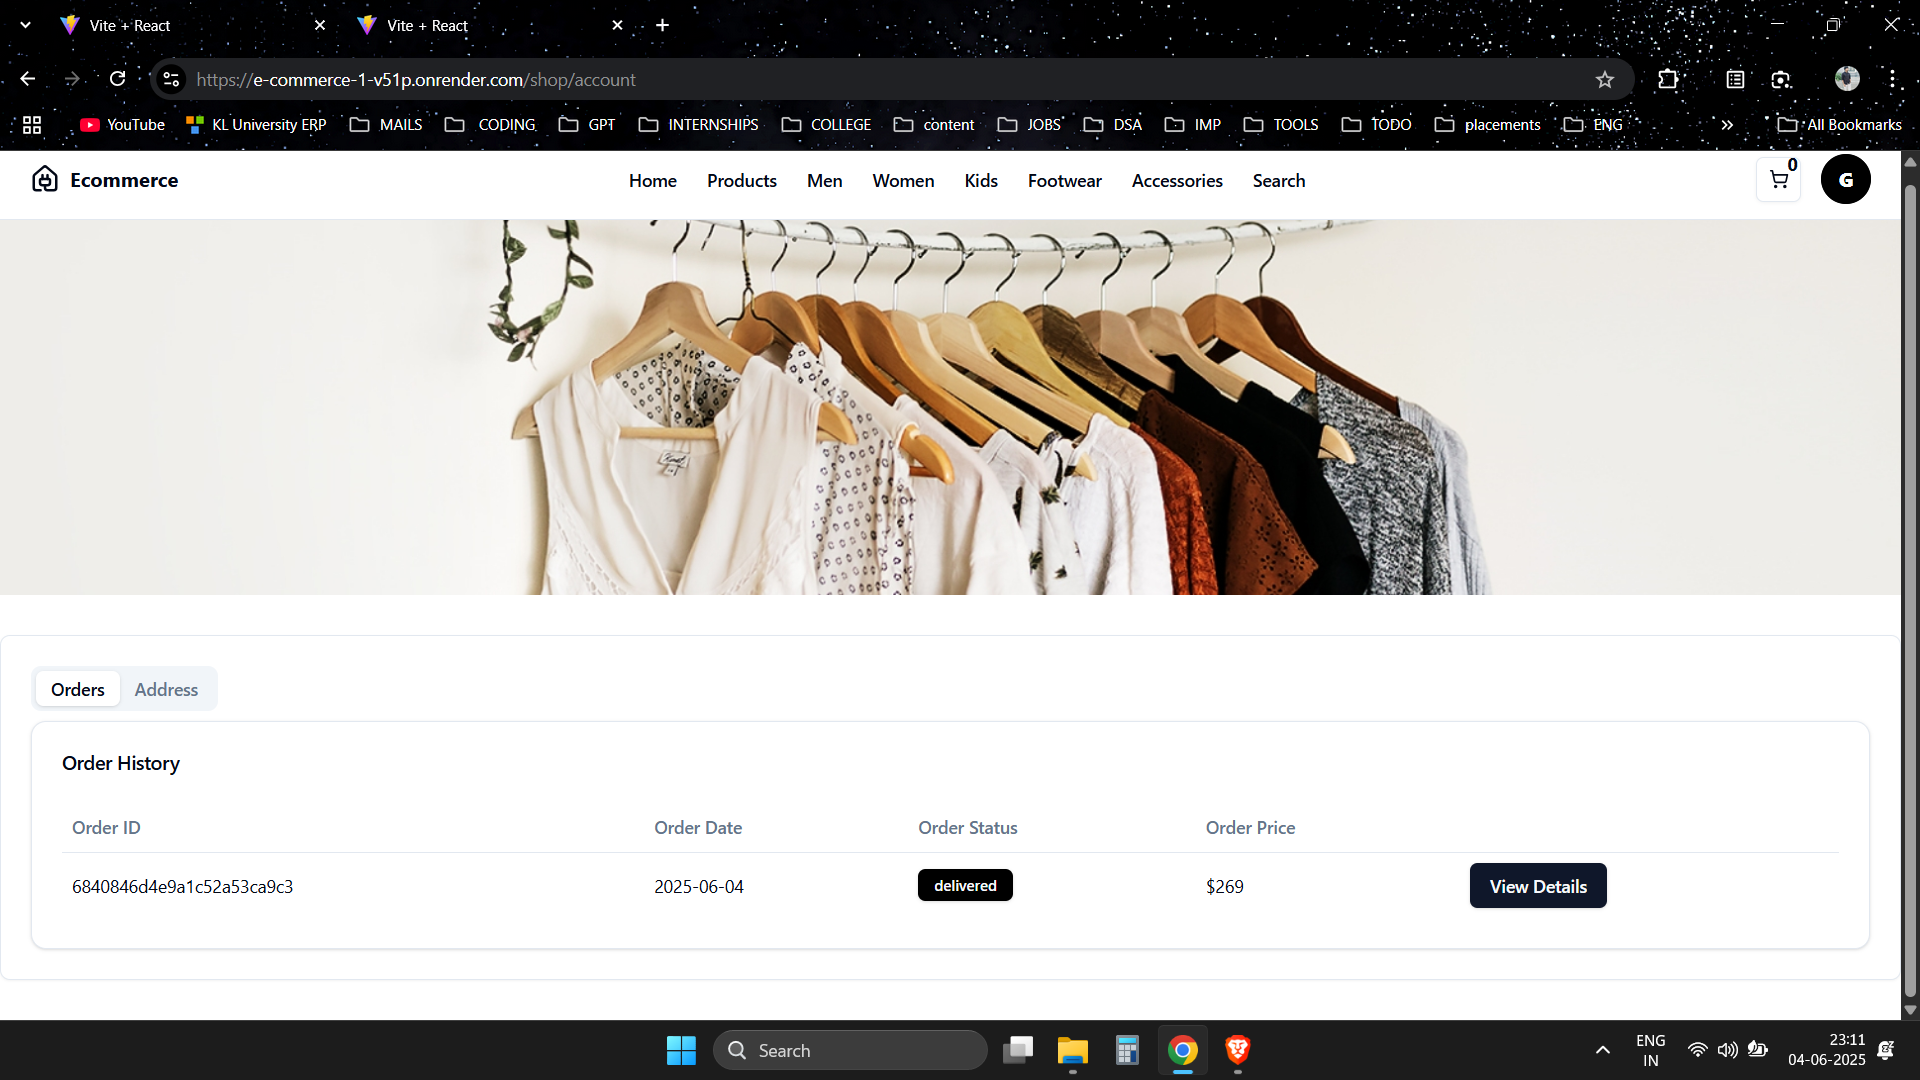 Vite + React
Vite + React
https://e-commerce-1-v51p.onrender.com/shop/account
YouTube KL University ERP MAILS CODING GPT INTERNSHIPS COLLEGE content JOBS DSA IMP TOOLS TODO placements ENG » All Bookmarks
Ecommerce Home Products Men Women Kids Footwear Accessories Search 0 G
Orders Address
Order History
Order ID Order Date Order Status Order Price
6840846d4e9a1c52a53ca9c3 2025-06-04 delivered $269 View Details
Search
ENG
IN
23:11
04-06-2025